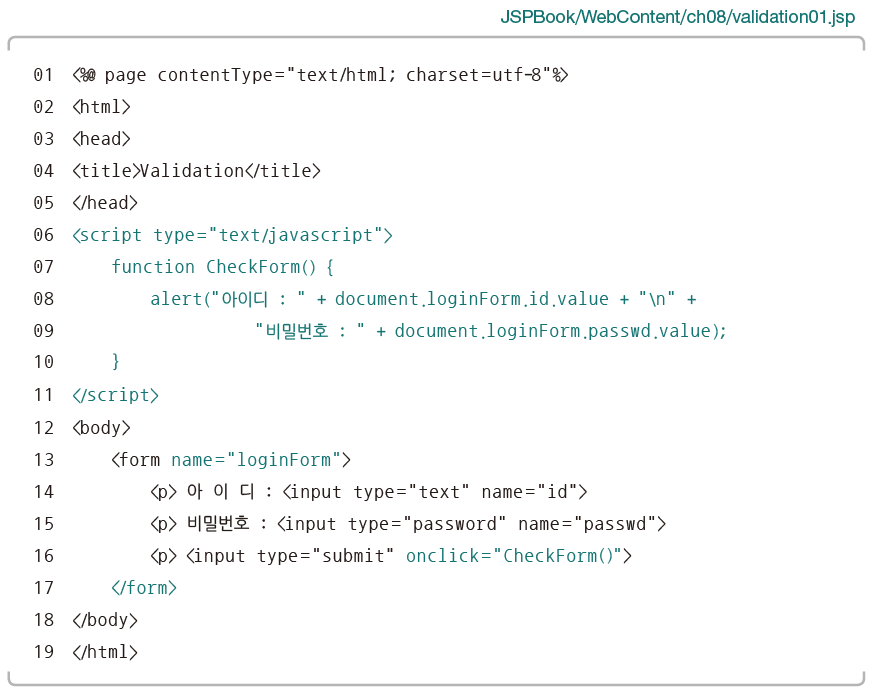 JSPBook/WebContent/ch08/validation01.jsp
01 <%@ page contentType="text/html; charset=utf-8"%>
02 <html>
03 <head>
04 <title>Validation</title>
05 </head>
06 <script type="text/javascript">
07     function CheckForm() {
08         alert("아이디 : " + document.loginForm.id.value + "\n" +
09                 "비밀번호 : " + document.loginForm.passwd.value);
10     }
11 </script>
12 <body>
13     <form name="loginForm">
14         <p> 아 이 디 : <input type="text" name="id">
15         <p> 비밀번호 : <input type="password" name="passwd">
16         <p> <input type="submit" onclick="CheckForm()">
17     </form>
18 </body>
19 </html>